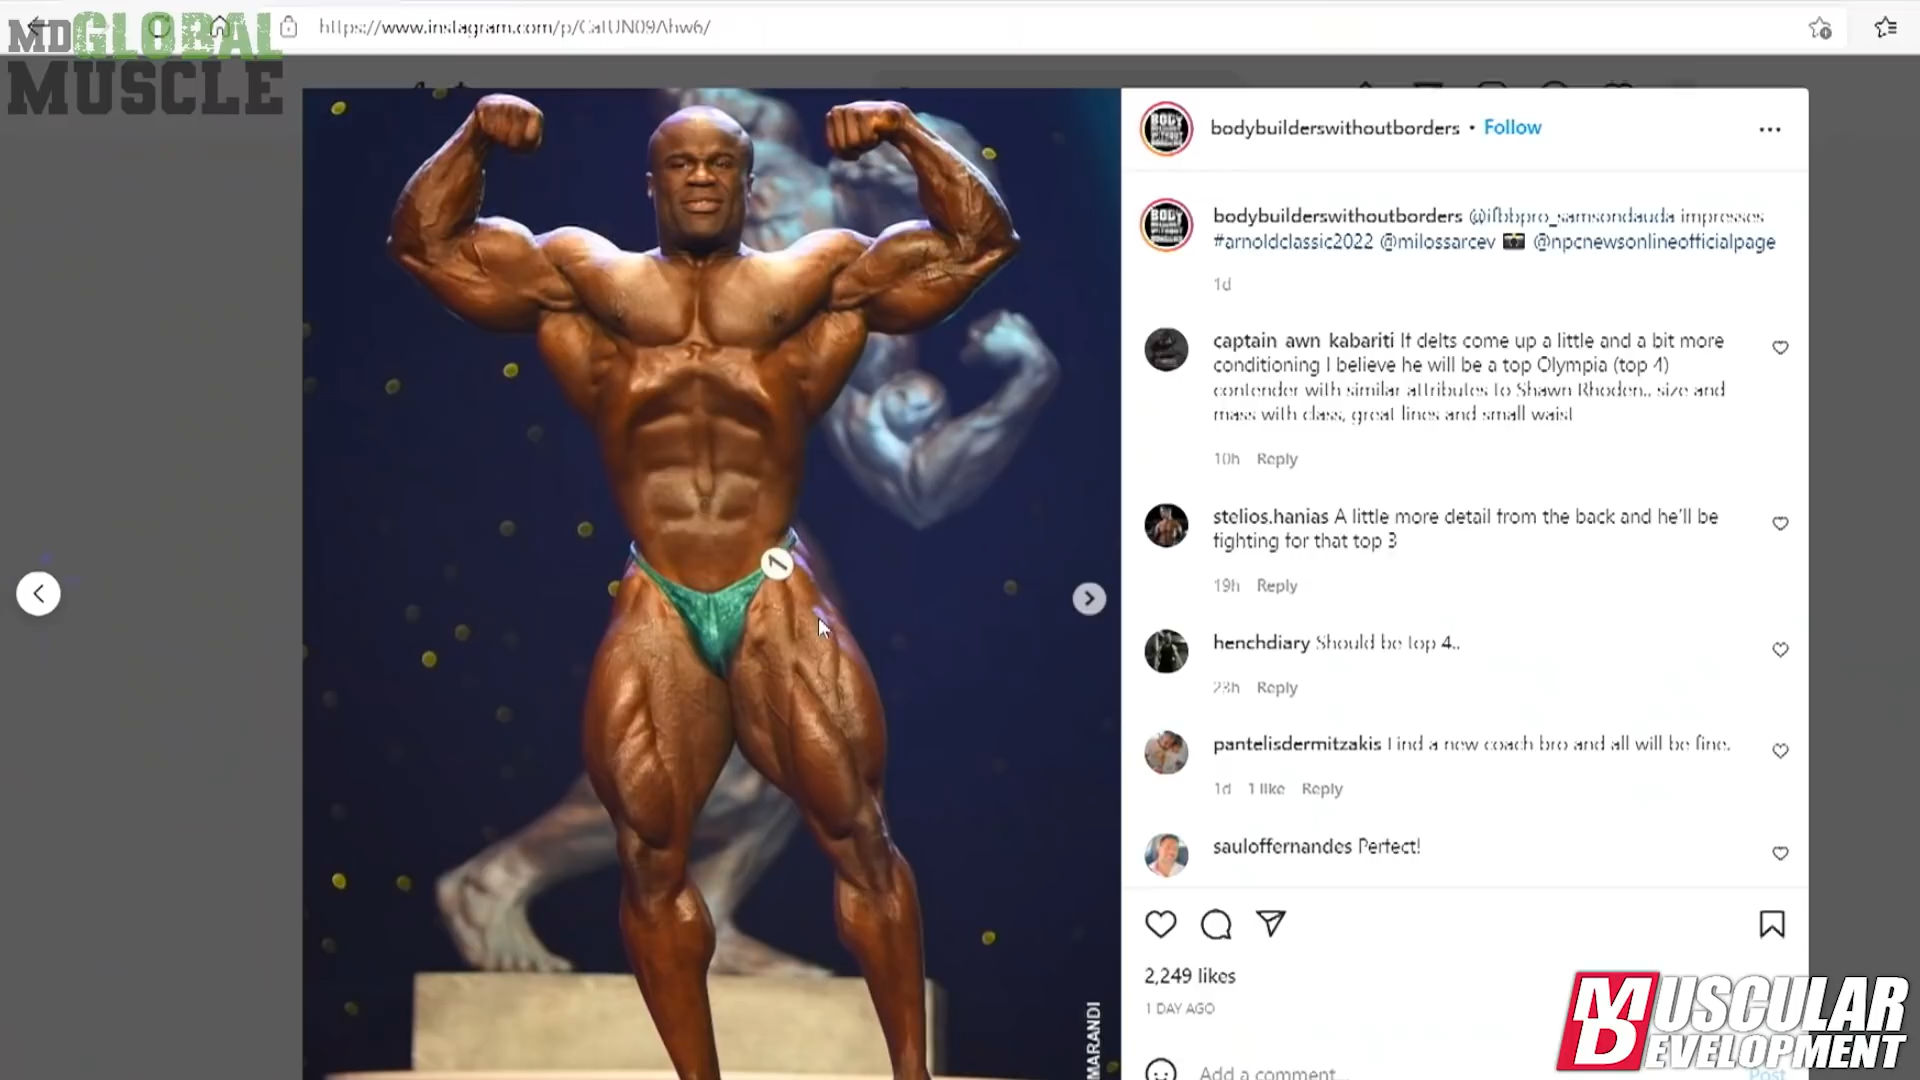 MD GLOBAL
MUSCLE
https://www.instagram.com/p/CatUN09Ahw6/
bodybuilderswithoutborders • Follow
bodybuilderswithoutborders @ifbbpro_samsondauda impresses
#arnoldclassic2022 @milossarcev 📷 @npcnewsonlineofficialpage
1d
captain_awn_kabariti If delts come up a little and a bit more
conditioning I believe he will be a top Olympia (top 4)
contender with similar attributes to Shawn Rhoden.. size and
mass with class, great lines and small waist
10h Reply
stelios.hanias A little more detail from the back and he'll be
fighting for that top 3
19h Reply
henchdiary Should be top 4..
23h Reply
pantelisdermitzakis Find a new coach bro and all will be fine.
1d 1 like Reply
sauloffernandes Perfect!
2,249 likes
1 DAY AGO
Add a comment...
Post
MARANDI
MD
MUSCULAR
DEVELOPMENT